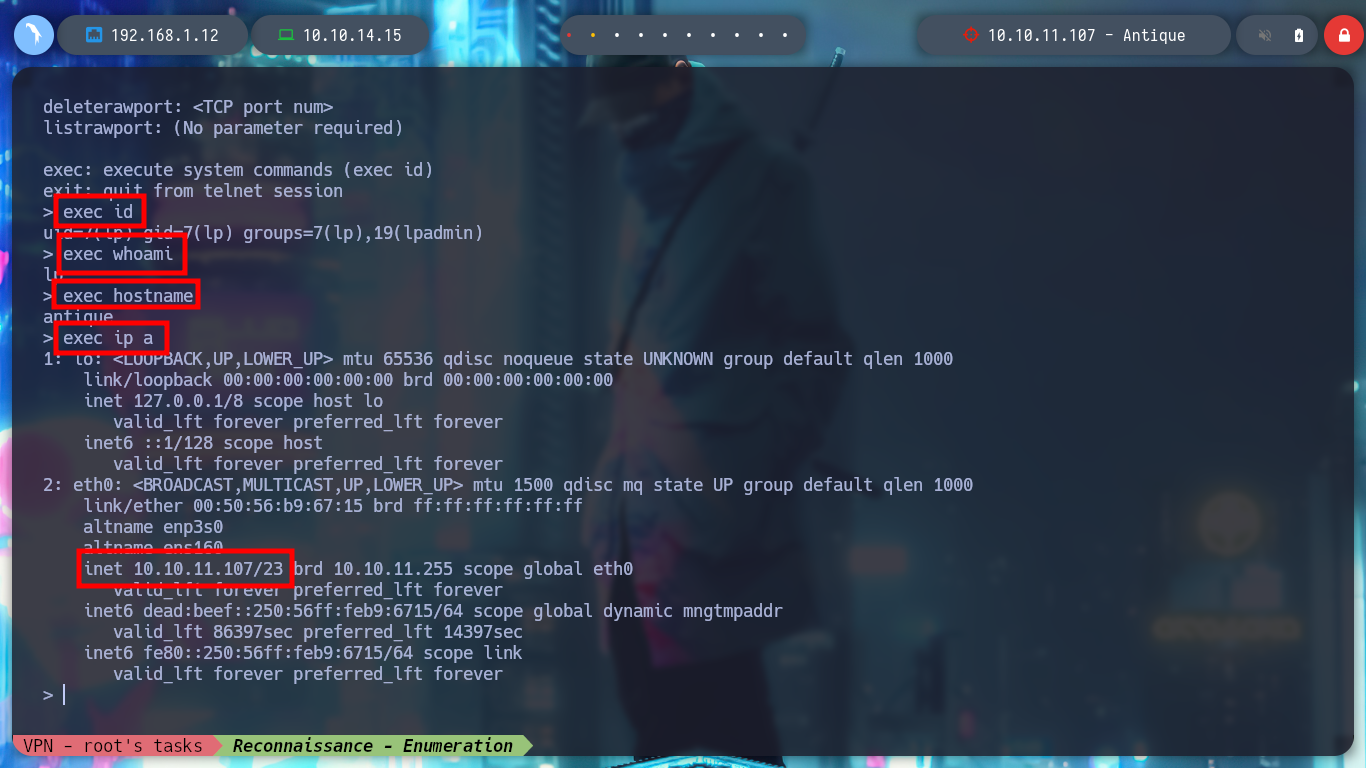 192.168.1.12
10.10.14.15
10.10.11.107 - Antique
deleterawport: <TCP port num>
listrawport: (No parameter required)
exec: execute system commands (exec id)
exit: quit from telnet session
> exec id
uid=7(lp) gid=7(lp) groups=7(lp),19(lpadmin)
> exec whoami
lp
> exec hostname
antique
> exec ip a
1: lo: <LOOPBACK,UP,LOWER_UP> mtu 65536 qdisc noqueue state UNKNOWN group default qlen 1000
link/loopback 00:00:00:00:00:00 brd 00:00:00:00:00:00
inet 127.0.0.1/8 scope host lo
valid_lft forever preferred_lft forever
inet6 ::1/128 scope host
valid_lft forever preferred_lft forever
2: eth0: <BROADCAST,MULTICAST,UP,LOWER_UP> mtu 1500 qdisc mq state UP group default qlen 1000
link/ether 00:50:56:b9:67:15 brd ff:ff:ff:ff:ff:ff
altname enp3s0
altname ens160
inet 10.10.11.107/23 brd 10.10.11.255 scope global eth0
valid_lft forever preferred_lft forever
inet6 dead:beef::250:56ff:feb9:6715/64 scope global dynamic mngtmpaddr
valid_lft 86397sec preferred_lft 14397sec
inet6 fe80::250:56ff:feb9:6715/64 scope link
valid_lft forever preferred_lft forever
>
VPN - root's tasks Reconnaissance - Enumeration